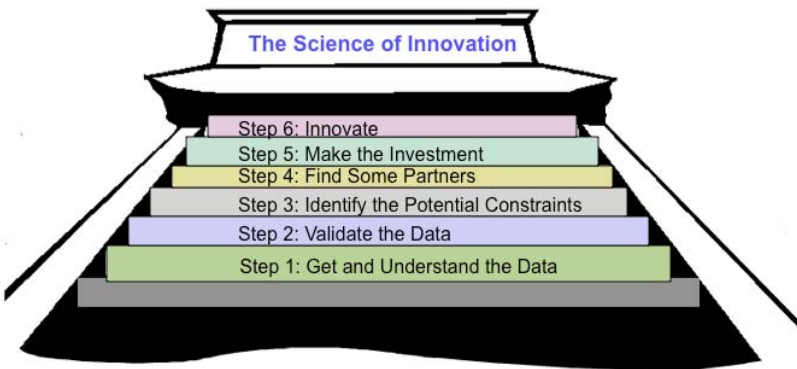 The Science of Innovation
Step 6: Innovate
Step 5: Make the Investment
Step 4: Find Some Partners
Step 3: Identify the Potential Constraints
Step 2: Validate the Data
Step 1: Get and Understand the Data